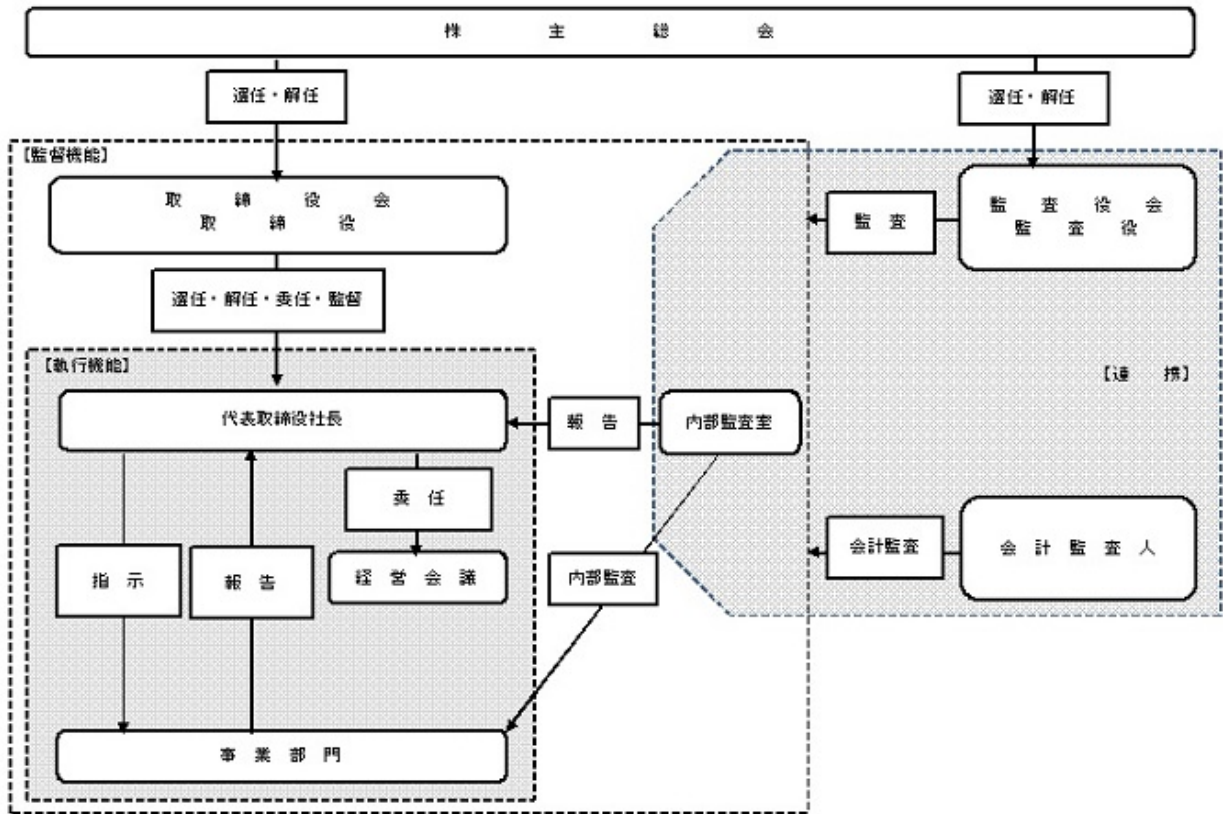 株 主 総 会
選任・解任
選任・解任
【監督機能】
取 締 役 会
取 締 役
監 査 役 会
監 査 役
監 査
選任・解任・委任・監督
【執行機能】
【連 携】
代表取締役社長
報 告
内部監査室
委 任
経 営 会 議
指 示
報 告
内部監査
会計監査
会 計 監 査 人
事 業 部 門